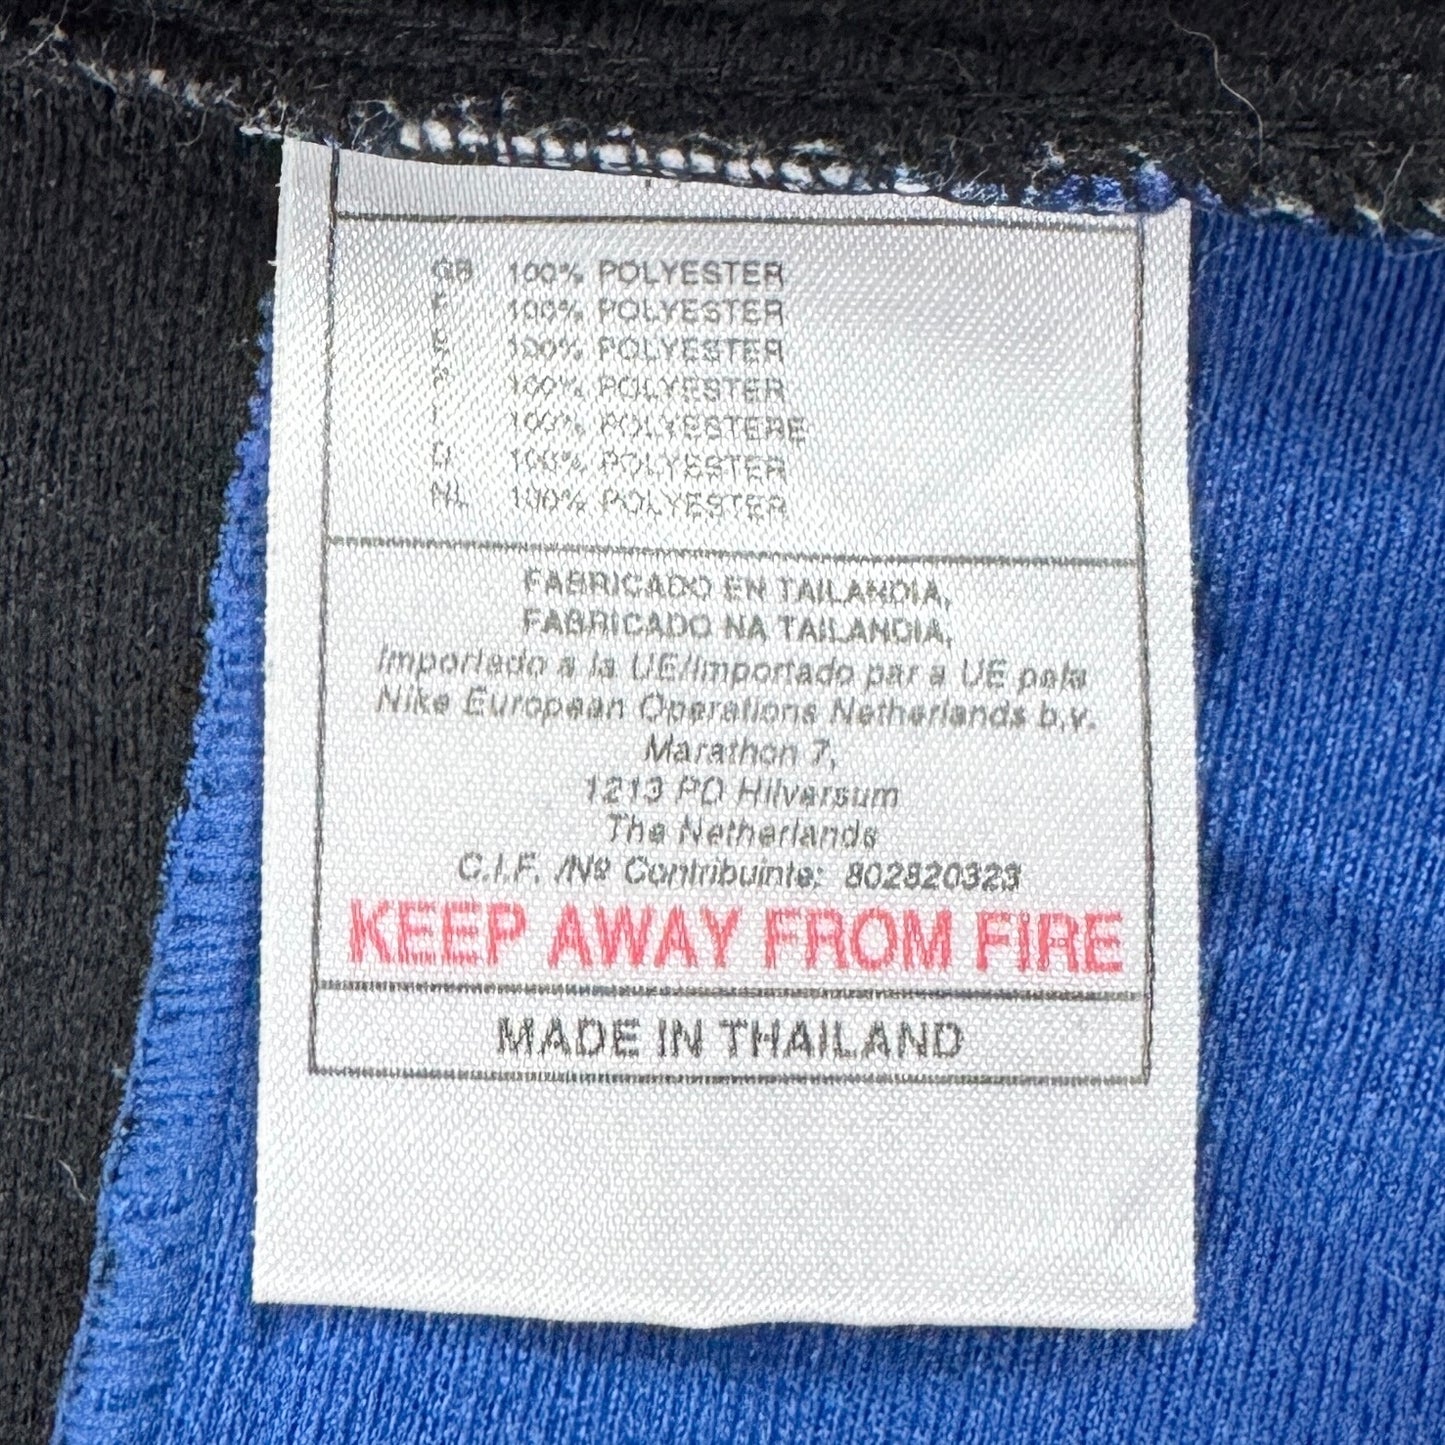 GB 100% POLYESTER
F 100% POLYESTER
E 100% POLYESTER
P 100% POLYESTER
I 100% POLYESTERE
D 100% POLYESTER
NL 100% POLYESTER
FABRICADO EN TAILANDIA,
FABRICADO NA TAILANDIA,
Importado a la UE/Importado par a UE pela
Nike European Operations Netherlands b.v.
Marathon 7,
1213 PD Hilversum
The Netherlands
C.I.F. /Nº Contribuinte: 802820323
KEEP AWAY FROM FIRE
MADE IN THAILAND